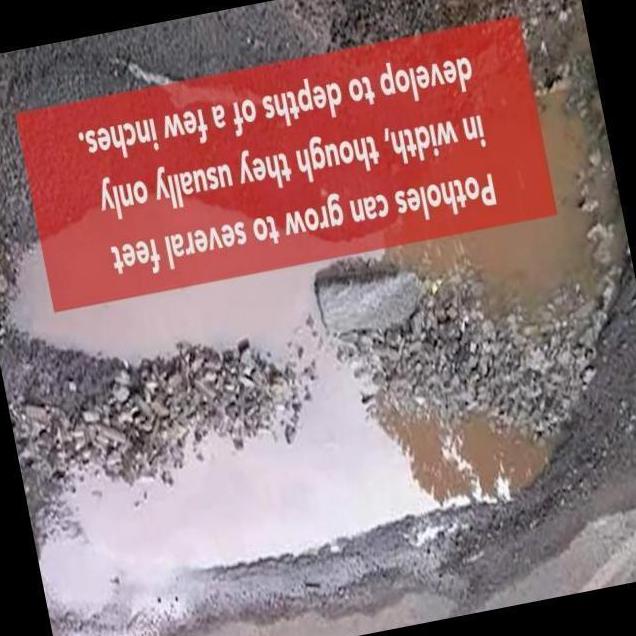 Potholes can grow to several feet
in width, though they usually only
develop to depths of a few inches.